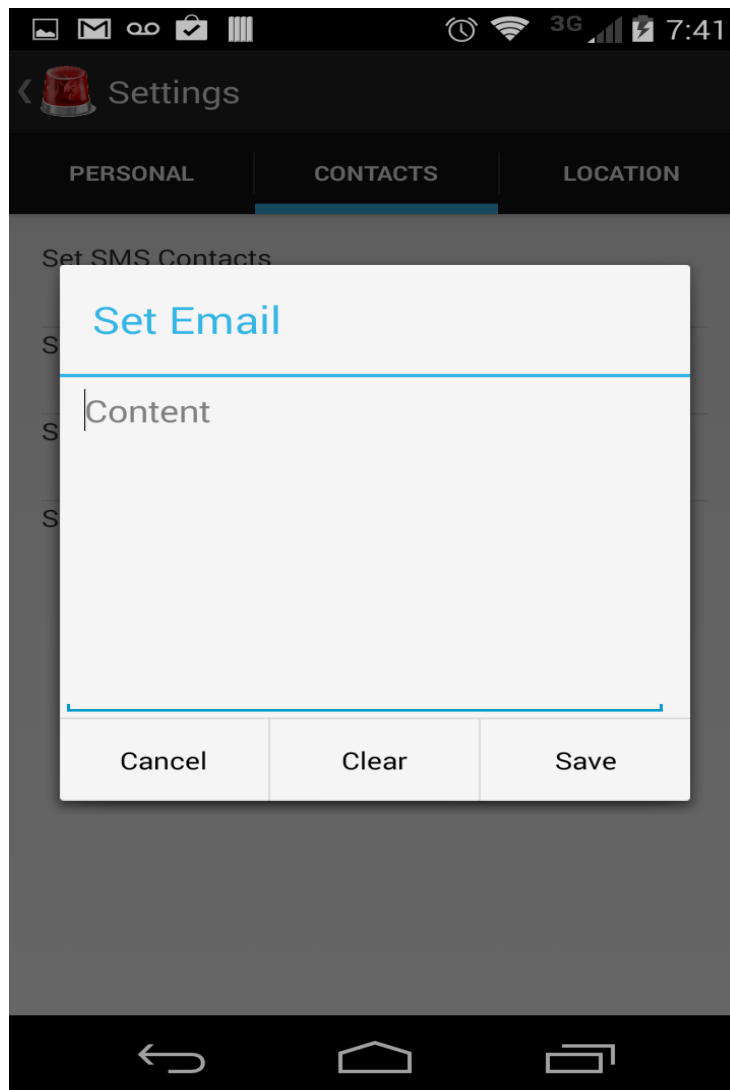 3G 7:41
Settings
PERSONAL CONTACTS LOCATION
Set SMS Contacts
Set Email
S
Content
S
S
Cancel Clear Save